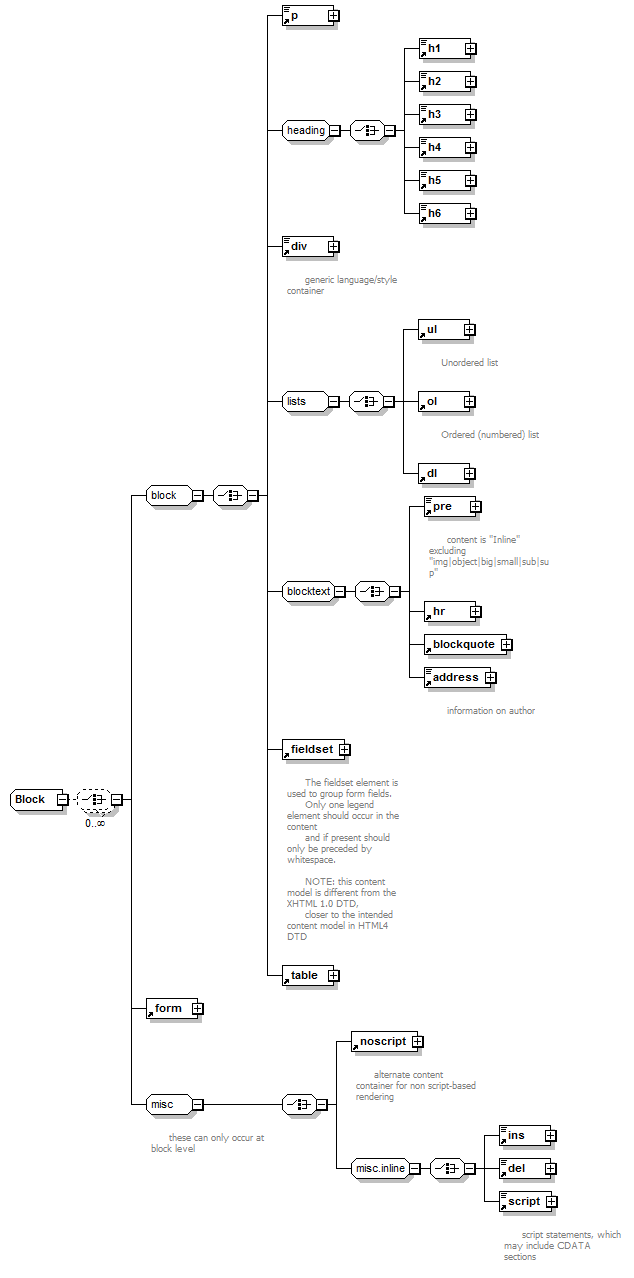 p
h1
h2
h3
heading
h4
h5
h6
div
generic language/style
container
ul
Unordered list
lists
ol
Ordered (numbered) list
dl
block
pre
content is "Inline"
excluding
"img|object|big|small|sub|su
p"
blocktext
hr
blockquote
address
information on author
fieldset
The fieldset element is
used to group form fields.
Only one legend
element should occur in the
content
and if present should
only be preceded by
whitespace.
NOTE: this content
model is different from the
XHTML 1.0 DTD,
closer to the intended
content model in HTML4
DTD
Block
0..∞
table
form
noscript
alternate content
container for non script-based
rendering
misc
these can only occur at
block level
ins
misc.inline
del
script
script statements, which
may include CDATA
sections